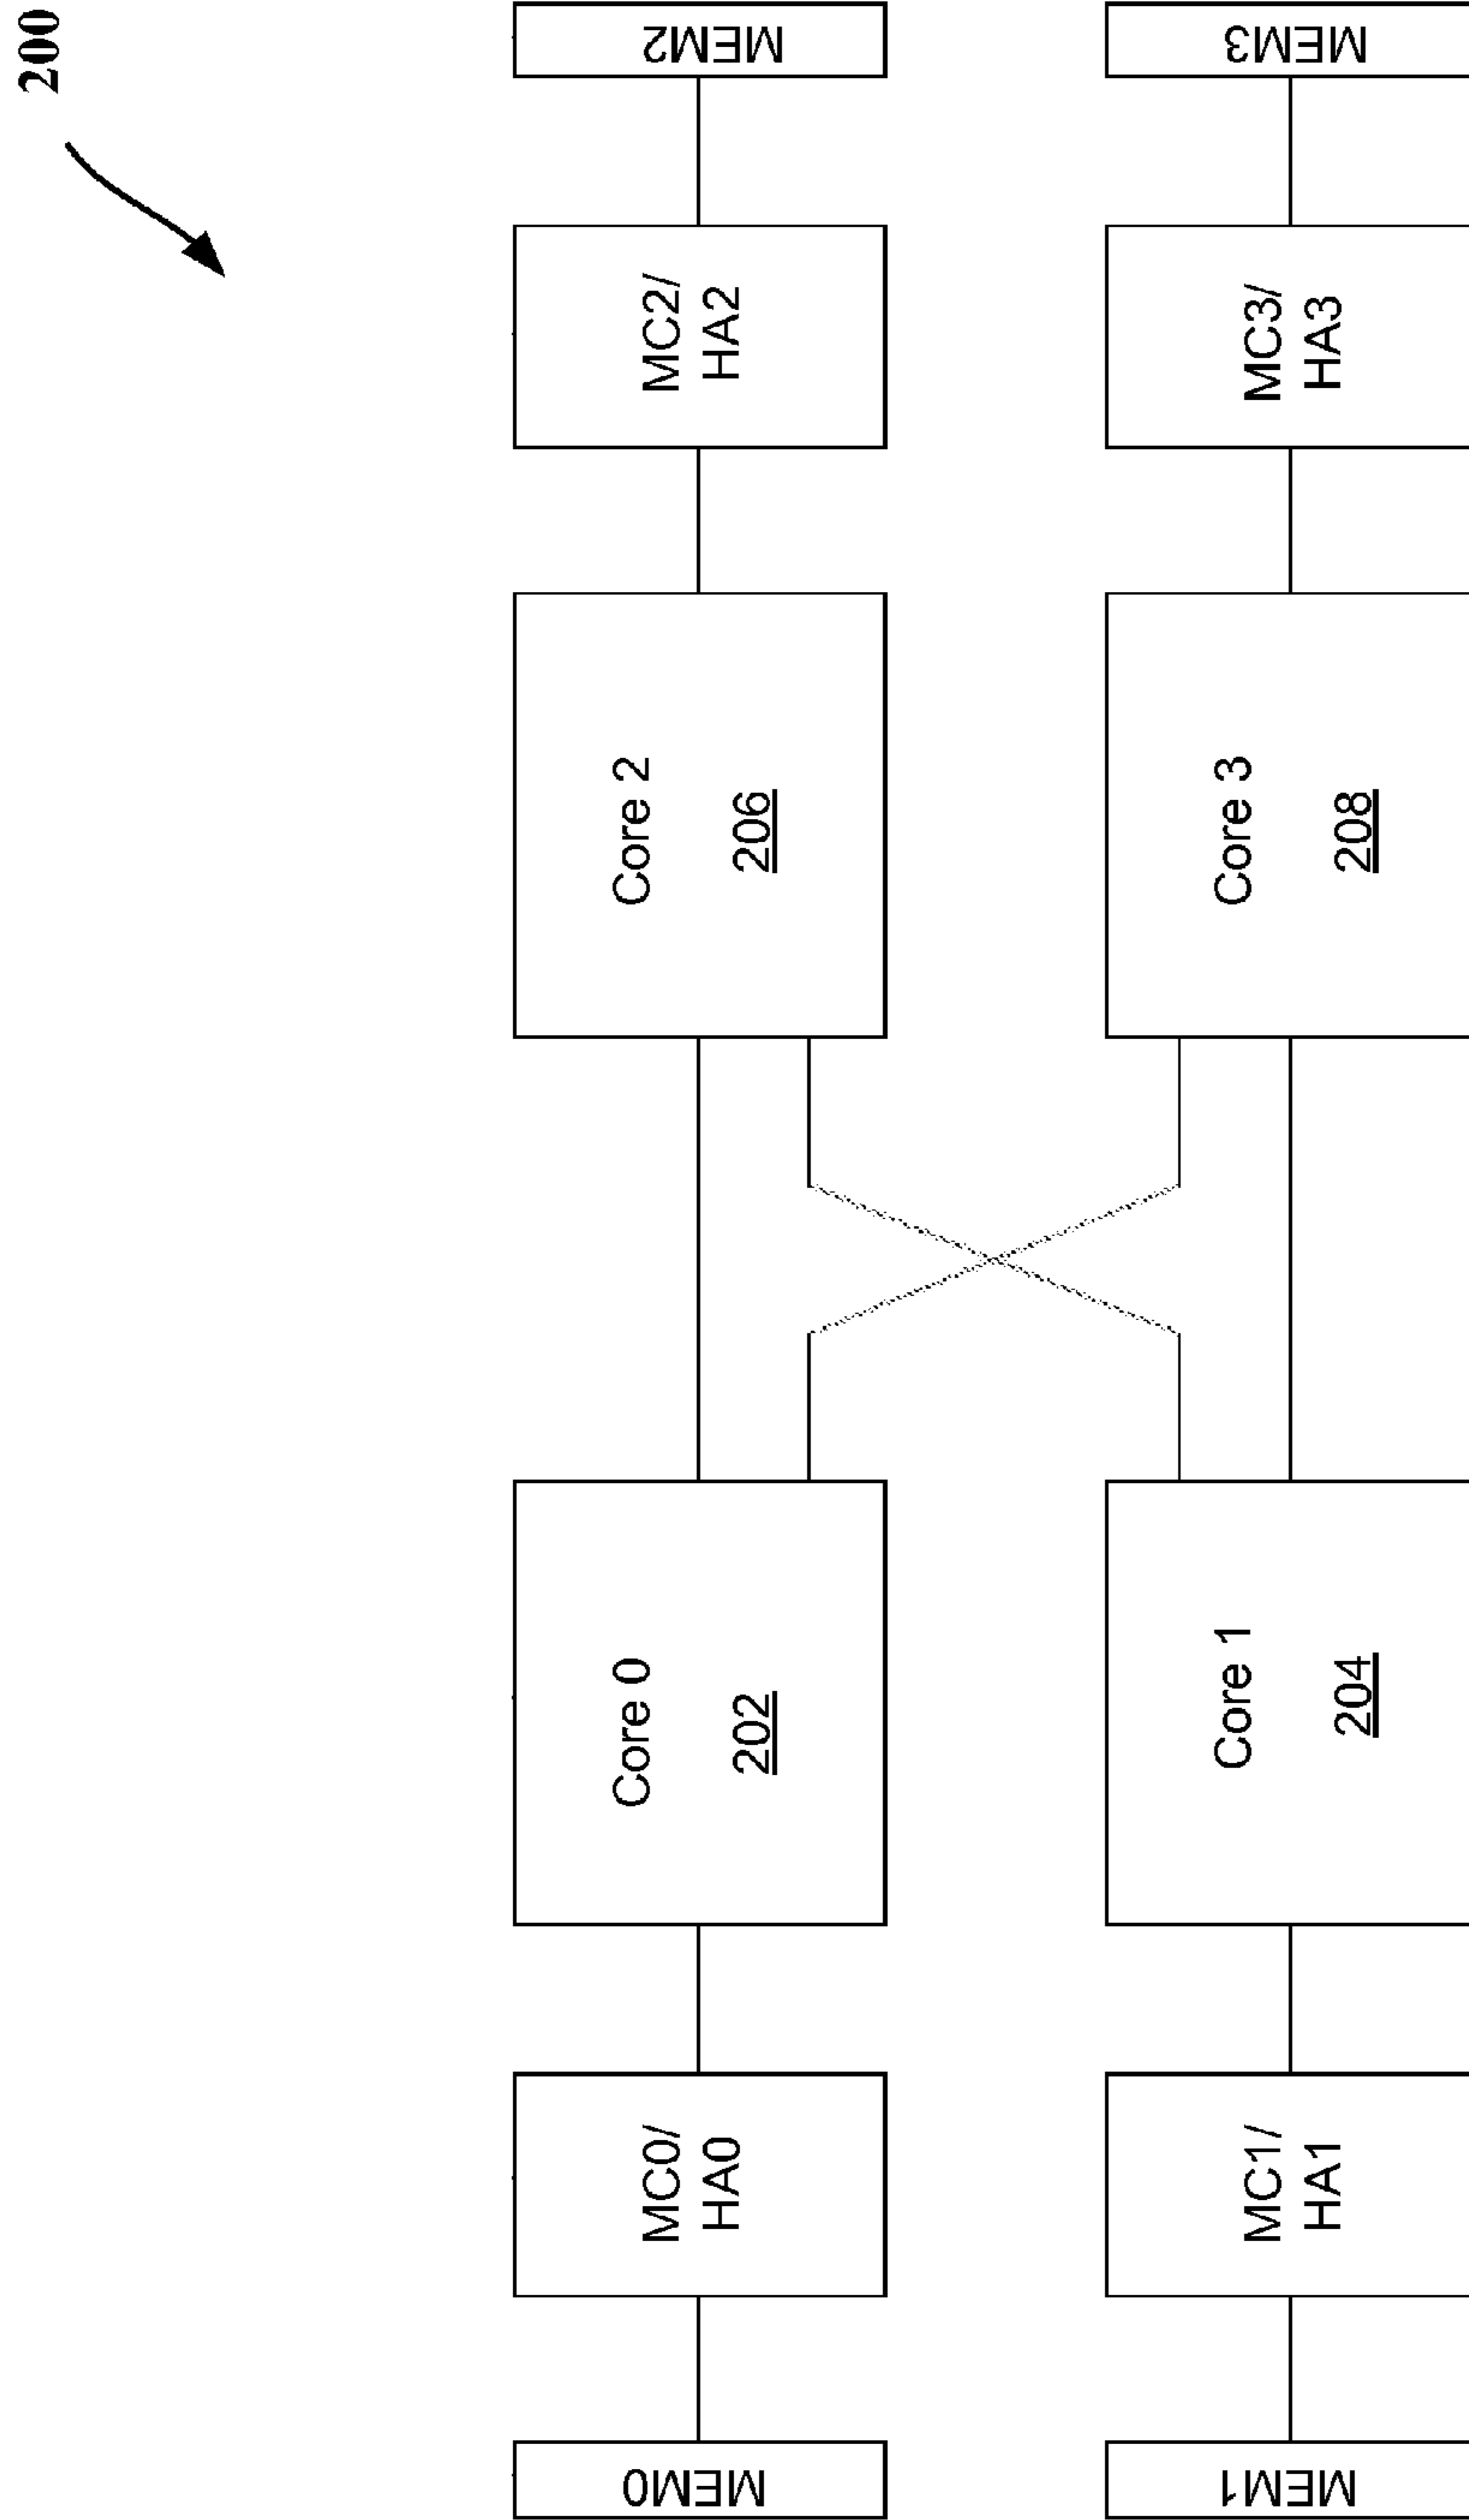 200
MEM0
MC0/
HA0
Core 0
202
Core 2
206
MC2/
HA2
MEM2
MEM1
MC1/
HA1
Core 1
204
Core 3
208
MC3/
HA3
MEM3